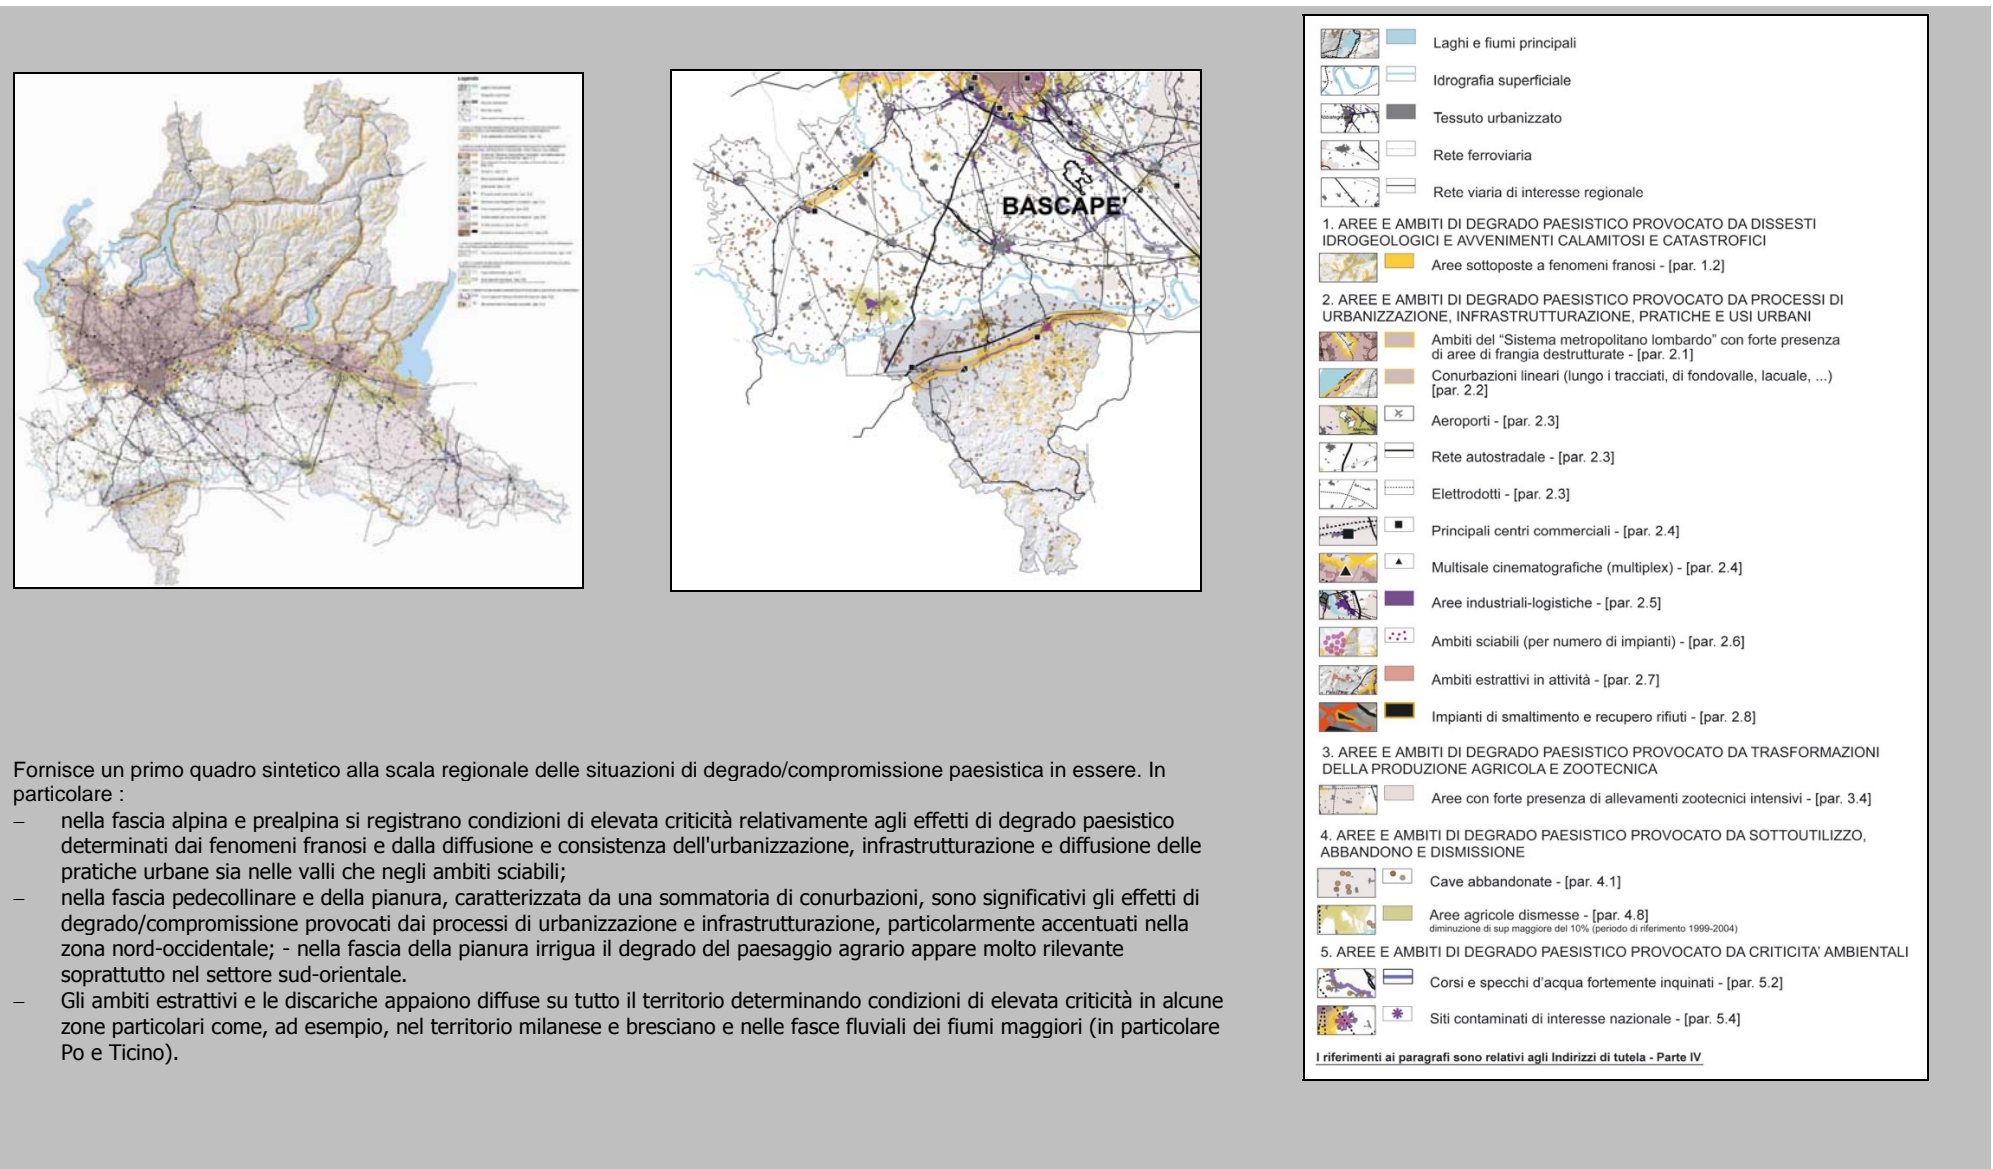 BASCAPE'
Fornisce un primo quadro sintetico alla scala regionale delle situazioni di degrado/compromissione paesistica in essere. In
particolare :
– nella fascia alpina e prealpina si registrano condizioni di elevata criticità relativamente agli effetti di degrado paesistico
determinati dai fenomeni franosi e dalla diffusione e consistenza dell'urbanizzazione, infrastrutturazione e diffusione delle
pratiche urbane sia nelle valli che negli ambiti sciabili;
– nella fascia pedecollinare e della pianura, caratterizzata da una sommatoria di conurbazioni, sono significativi gli effetti di
degrado/compromissione provocati dai processi di urbanizzazione e infrastrutturazione, particolarmente accentuati nella
zona nord-occidentale; - nella fascia della pianura irrigua il degrado del paesaggio agrario appare molto rilevante
soprattutto nel settore sud-orientale.
– Gli ambiti estrattivi e le discariche appaiono diffuse su tutto il territorio determinando condizioni di elevata criticità in alcune
zone particolari come, ad esempio, nel territorio milanese e bresciano e nelle fasce fluviali dei fiumi maggiori (in particolare
Po e Ticino).
Laghi e fiumi principali
Idrografia superficiale
Tessuto urbanizzato
Rete ferroviaria
Rete viaria di interesse regionale
1. AREE E AMBITI DI DEGRADO PAESISTICO PROVOCATO DA DISSESTI
IDROGEOLOGICI E AVVENIMENTI CALAMITOSI E CATASTROFICI
Aree sottoposte a fenomeni franosi - [par. 1.2]
2. AREE E AMBITI DI DEGRADO PAESISTICO PROVOCATO DA PROCESSI DI
URBANIZZAZIONE, INFRASTRUTTURAZIONE, PRATICHE E USI URBANI
Ambiti del "Sistema metropolitano lombardo" con forte presenza
di aree di frangia destrutturate - [par. 2.1]
Conurbazioni lineari (lungo i tracciati, di fondovalle, lacuale, ...)
[par. 2.2]
Aeroporti - [par. 2.3]
Rete autostradale - [par. 2.3]
Elettrodotti - [par. 2.3]
Principali centri commerciali - [par. 2.4]
Multisale cinematografiche (multiplex) - [par. 2.4]
Aree industriali-logistiche - [par. 2.5]
Ambiti sciabili (per numero di impianti) - [par. 2.6]
Ambiti estrattivi in attività - [par. 2.7]
Impianti di smaltimento e recupero rifiuti - [par. 2.8]
3. AREE E AMBITI DI DEGRADO PAESISTICO PROVOCATO DA TRASFORMAZIONI
DELLA PRODUZIONE AGRICOLA E ZOOTECNICA
Aree con forte presenza di allevamenti zootecnici intensivi - [par. 3.4]
4. AREE E AMBITI DI DEGRADO PAESISTICO PROVOCATO DA SOTTOUTILIZZO,
ABBANDONO E DISMISSIONE
Cave abbandonate - [par. 4.1]
Aree agricole dismesse - [par. 4.8]
diminuzione di sup maggiore del 10% (periodo di riferimento 1999-2004)
5. AREE E AMBITI DI DEGRADO PAESISTICO PROVOCATO DA CRITICITA' AMBIENTALI
Corsi e specchi d'acqua fortemente inquinati - [par. 5.2]
Siti contaminati di interesse nazionale - [par. 5.4]
I riferimenti ai paragrafi sono relativi agli Indirizzi di tutela - Parte IV